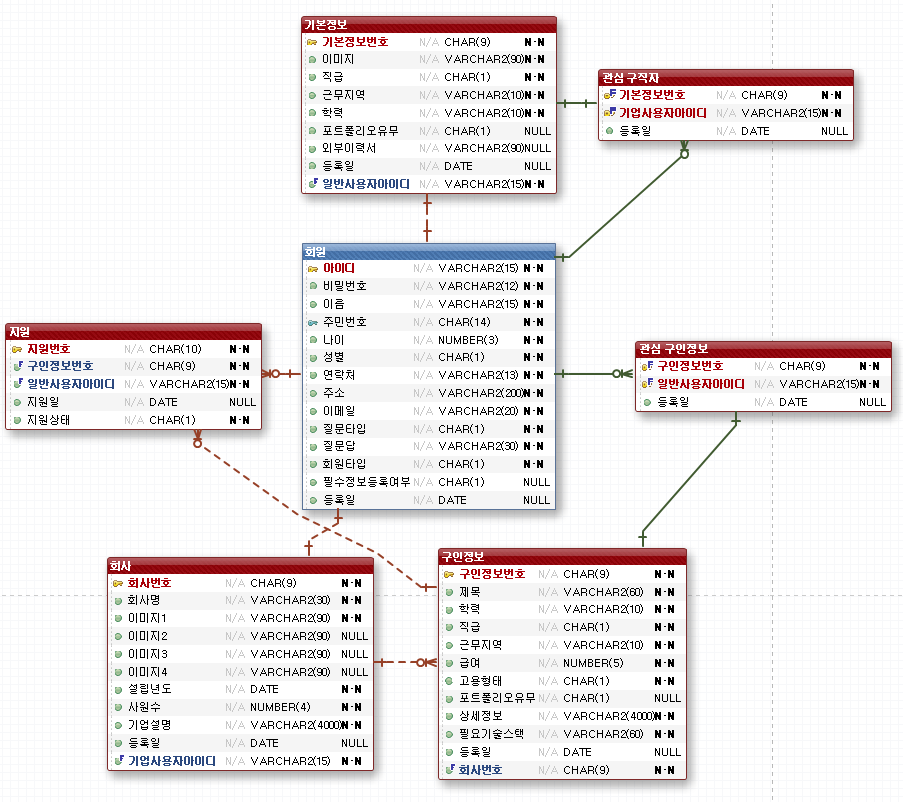 기본정보
기본정보번호 N/A CHAR(9) N-N
이미지 N/A VARCHAR2(90) N-N
직급 N/A CHAR(1) N-N
근무지역 N/A VARCHAR2(10) N-N
학력 N/A VARCHAR2(10) N-N
포트폴리오유무 N/A CHAR(1) NULL
외부이력서 N/A VARCHAR2(90) NULL
등록일 N/A DATE NULL
일반사용자아이디 N/A VARCHAR2(15) N-N
관심 구직자
기본정보번호 N/A CHAR(9) N-N
기업사용자아이디 N/A VARCHAR2(15) N-N
등록일 N/A DATE NULL
회원
아이디 N/A VARCHAR2(15) N-N
비밀번호 N/A VARCHAR2(12) N-N
이름 N/A VARCHAR2(15) N-N
주민번호 N/A CHAR(14) N-N
나이 N/A NUMBER(3) N-N
성별 N/A CHAR(1) N-N
연락처 N/A VARCHAR2(13) N-N
주소 N/A VARCHAR2(200) N-N
이메일 N/A VARCHAR2(20) N-N
질문타입 N/A CHAR(1) N-N
질문답 N/A VARCHAR2(30) N-N
회원타입 N/A CHAR(1) N-N
필수정보등록여부 N/A CHAR(1) NULL
등록일 N/A DATE NULL
지원
지원번호 N/A CHAR(10) N-N
구인정보번호 N/A CHAR(9) N-N
일반사용자아이디 N/A VARCHAR2(15) N-N
지원일 N/A DATE NULL
지원상태 N/A CHAR(1) N-N
관심 구인정보
구인정보번호 N/A CHAR(9) N-N
일반사용자아이디 N/A VARCHAR2(15) N-N
등록일 N/A DATE NULL
회사
회사번호 N/A CHAR(9) N-N
회사명 N/A VARCHAR2(30) N-N
이미지1 N/A VARCHAR2(90) N-N
이미지2 N/A VARCHAR2(90) NULL
이미지3 N/A VARCHAR2(90) NULL
이미지4 N/A VARCHAR2(90) NULL
설립년도 N/A DATE N-N
사원수 N/A NUMBER(4) N-N
기업설명 N/A VARCHAR2(4000) N-N
등록일 N/A DATE NULL
기업사용자아이디 N/A VARCHAR2(15) N-N
구인정보
구인정보번호 N/A CHAR(9) N-N
제목 N/A VARCHAR2(60) N-N
학력 N/A VARCHAR2(10) N-N
직급 N/A CHAR(1) N-N
근무지역 N/A VARCHAR2(10) N-N
급여 N/A NUMBER(5) N-N
고용형태 N/A CHAR(1) N-N
포트폴리오유무 N/A CHAR(1) NULL
상세정보 N/A VARCHAR2(4000) N-N
필요기술스택 N/A VARCHAR2(60) N-N
등록일 N/A DATE NULL
회사번호 N/A CHAR(9) N-N